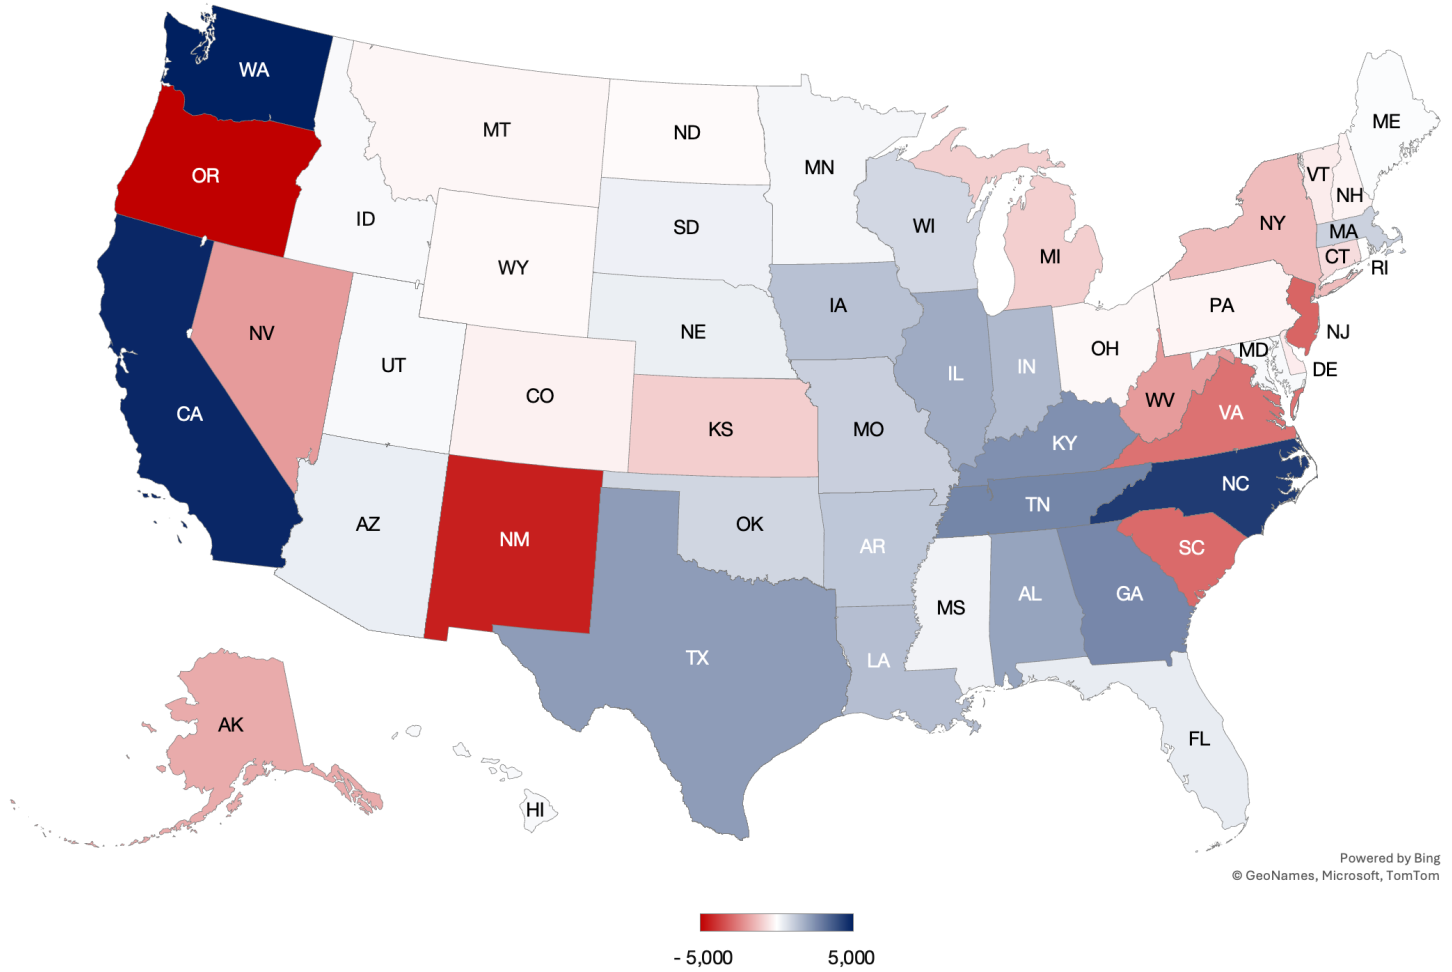 WA
ME
MT
ND
MN
OR
VT
NH
ID
SD
WI
NY
MA
MI
CT
RI
WY
IA
PA
NV
NE
NJ
UT
OH
MD
CO
IL
IN
DE
CA
KS
MO
KY
WV
VA
AZ
NM
OK
AR
TN
NC
SC
MS
AL
GA
TX
LA
AK
FL
HI
Powered by Bing
© GeoNames, Microsoft, TomTom
- 5,000 5,000